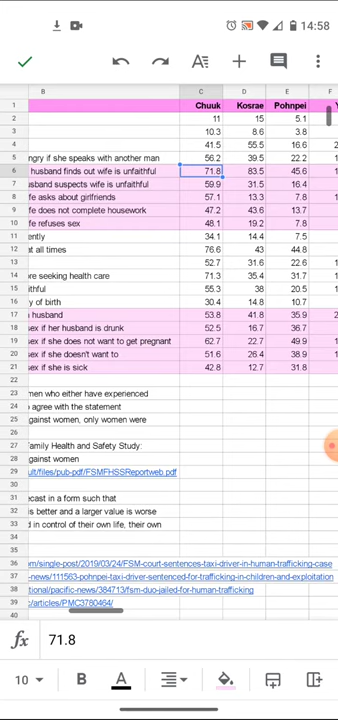 14:58
A
B C D E F
1 Chuuk Kosrae Pohnpei
2 11 15 5.1
3 10.3 8.6 3.8
4 41.5 55.5 16.6
5 ngry if she speaks with another man 56.2 39.5 22.2
6 husband finds out wife is unfaithful 71.8 83.5 45.6
7 usband suspects wife is unfaithful 59.9 31.5 16.4
8 fe asks about girlfriends 57.1 13.3 7.8
9 fe does not complete housework 47.2 43.6 13.7
10 fe refuses sex 48.1 19.2 7.8
11 ently 34.1 14.4 7.5
12 at all times 76.6 43 44.8
13 52.7 31.6 22.6
14 ore seeking health care 71.3 35.4 31.7
15 ithful 55.3 38 20.5
16 y of birth 30.4 14.8 10.7
17 n husband 53.8 41.8 35.9
18 sex if her husband is drunk 52.5 16.7 36.7
19 sex if she does not want to get pregnant 62.7 22.7 49.9
20 sex if she doesn't want to 51.6 26.4 38.9
21 sex if she is sick 42.8 12.7 31.8
22
23 men who either have experienced
24 o agree with the statement
25 against women, only women were
26
27 Family Health and Safety Study:
28 against women
29 ult/files/pub-pdf/FSMFHSSReportweb.pdf
30
31 ecast in a form such that
32 is better and a larger value is worse
33 d in control of their own life, their own
34
35
36 om/single-post/2019/03/24/FSM-court-sentences-taxi-driver-in-human-trafficking-case
37 -news/111563-pohnpei-taxi-driver-sentenced-for-trafficking-in-children-and-exploitation
38 ational/pacific-news/384713/fsm-duo-jailed-for-human-trafficking
39 c/articles/PMC3780464/
fx 71.8
10 B A